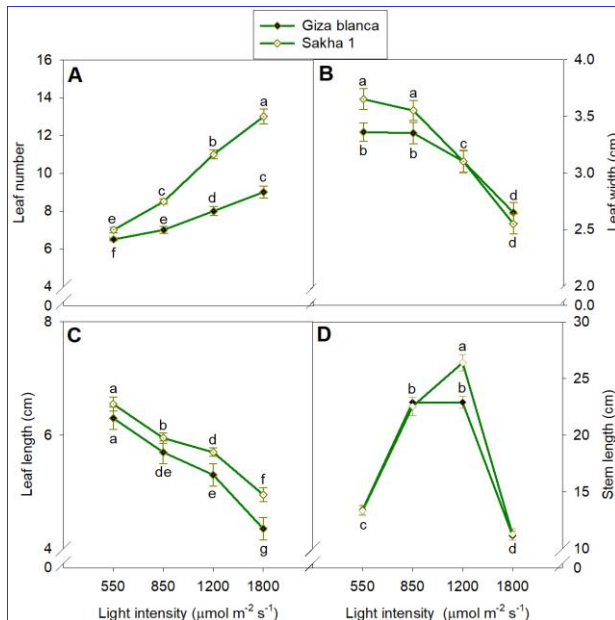 Giza blanca
Sakha 1
A
16
14
12
10
8
6
4
0
Leaf number
e
f
c
e
b
d
a
c
B
4.0
3.5
3.0
2.5
2.0
0.0
Leaf width (cm)
a
b
a
b
c
d
d
C
8
6
4
0
Leaf length (cm)
a
a
b
de
d
e
f
g
550 850 1200 1800
Light intensity (μmol m-2 s-1)
D
30
25
20
15
10
0
Stem length (cm)
c
b
a
b
d
550 850 1200 1800
Light intensity (μmol m-2 s-1)